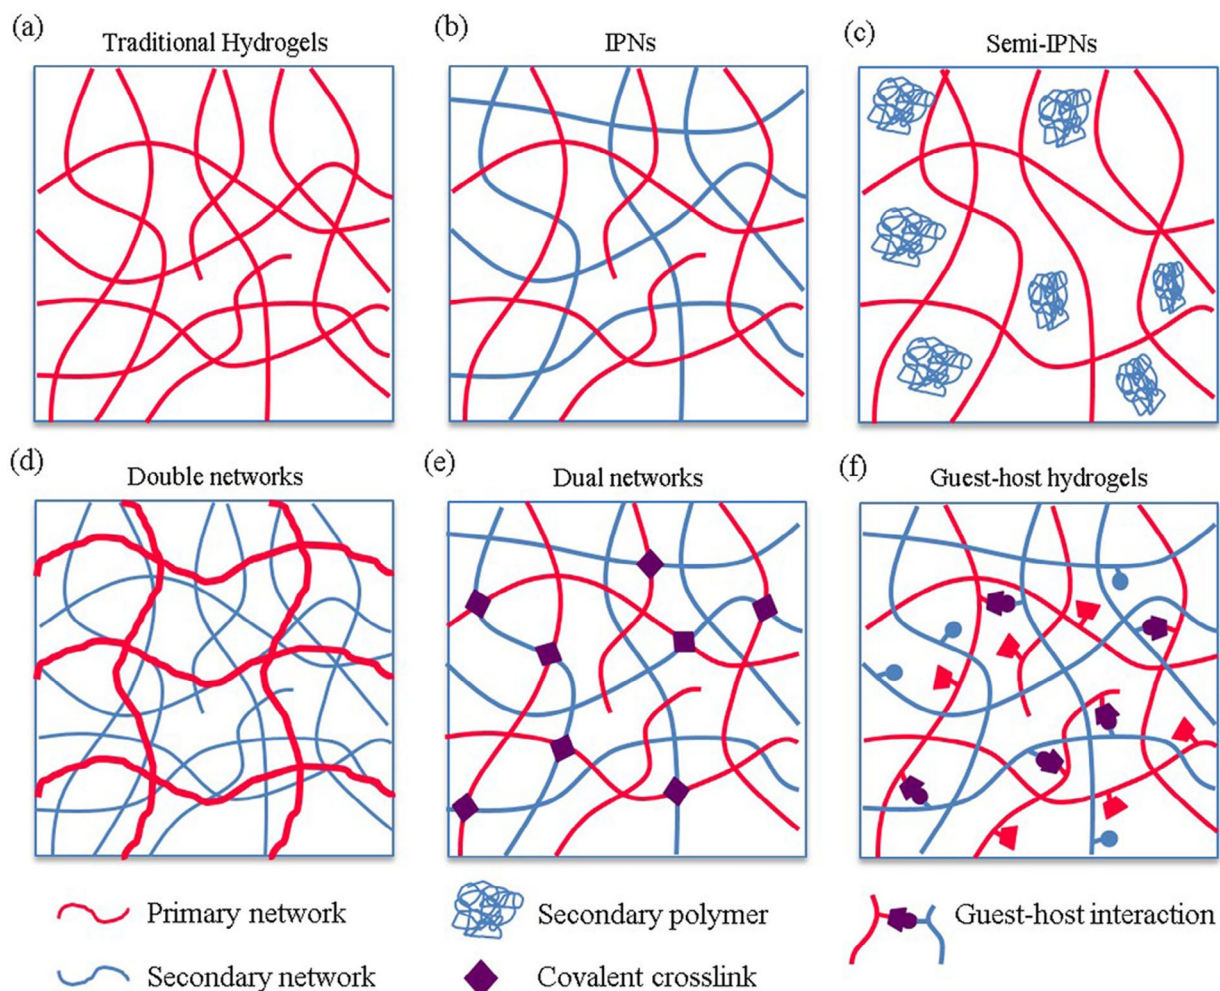 (a)
Traditional Hydrogels
(b)
IPNs
(c)
Semi-IPNs
(d)
Double networks
(e)
Dual networks
(f)
Guest-host hydrogels
Primary network
Secondary polymer
Guest-host interaction
Secondary network
Covalent crosslink